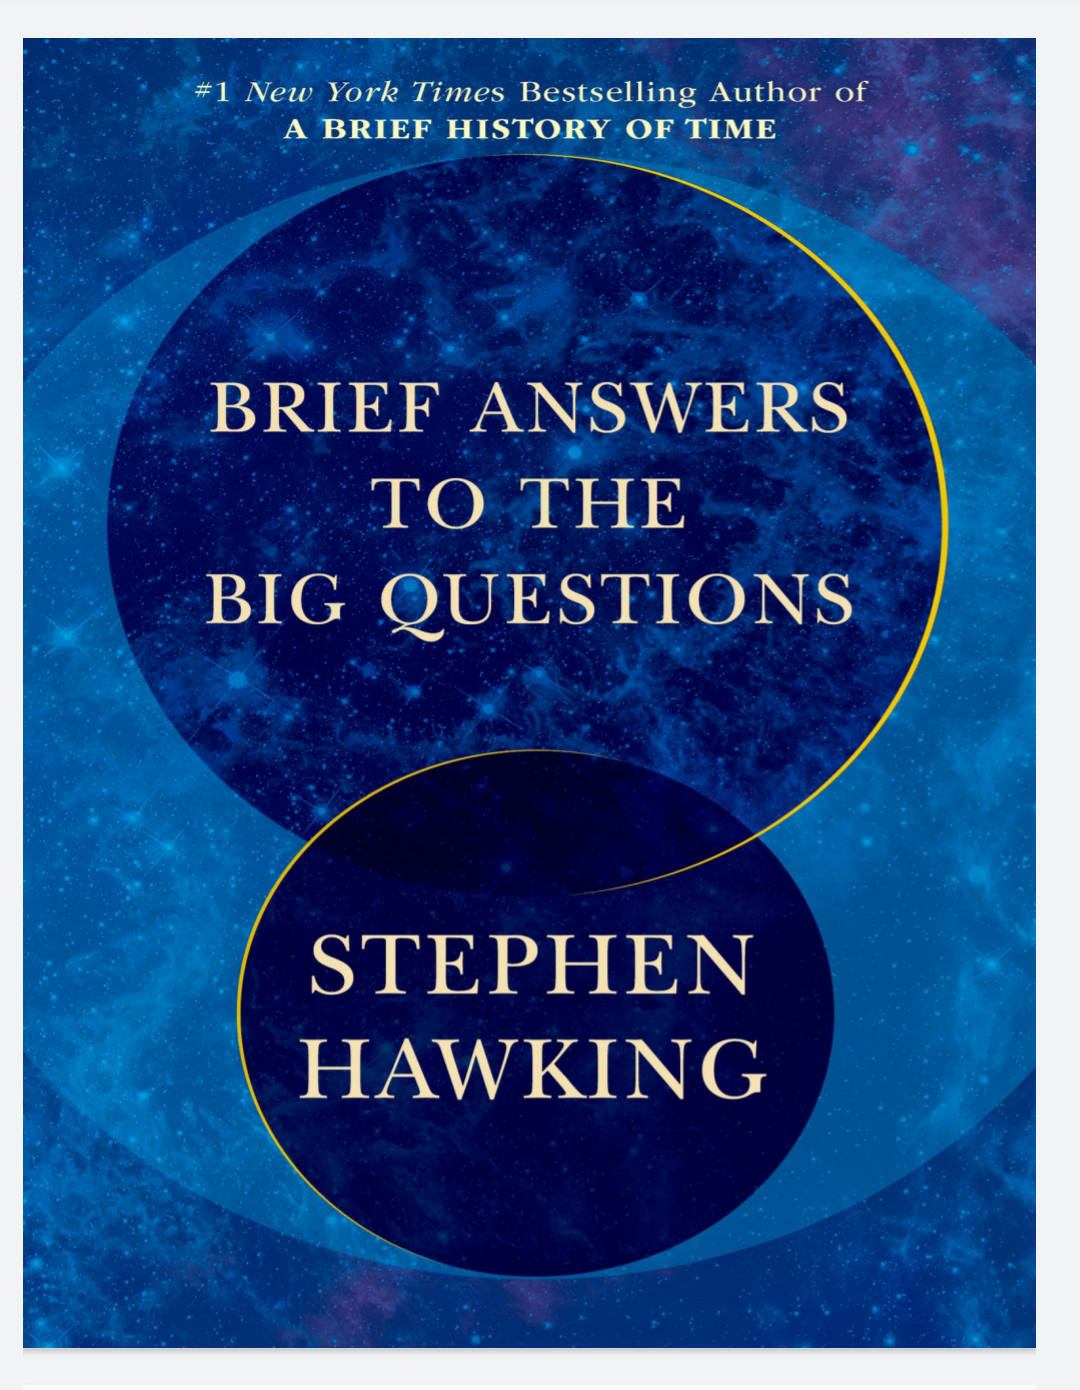 #1 New York Times Bestselling Author of
A BRIEF HISTORY OF TIME
BRIEF ANSWERS
TO THE
BIG QUESTIONS
STEPHEN
HAWKING